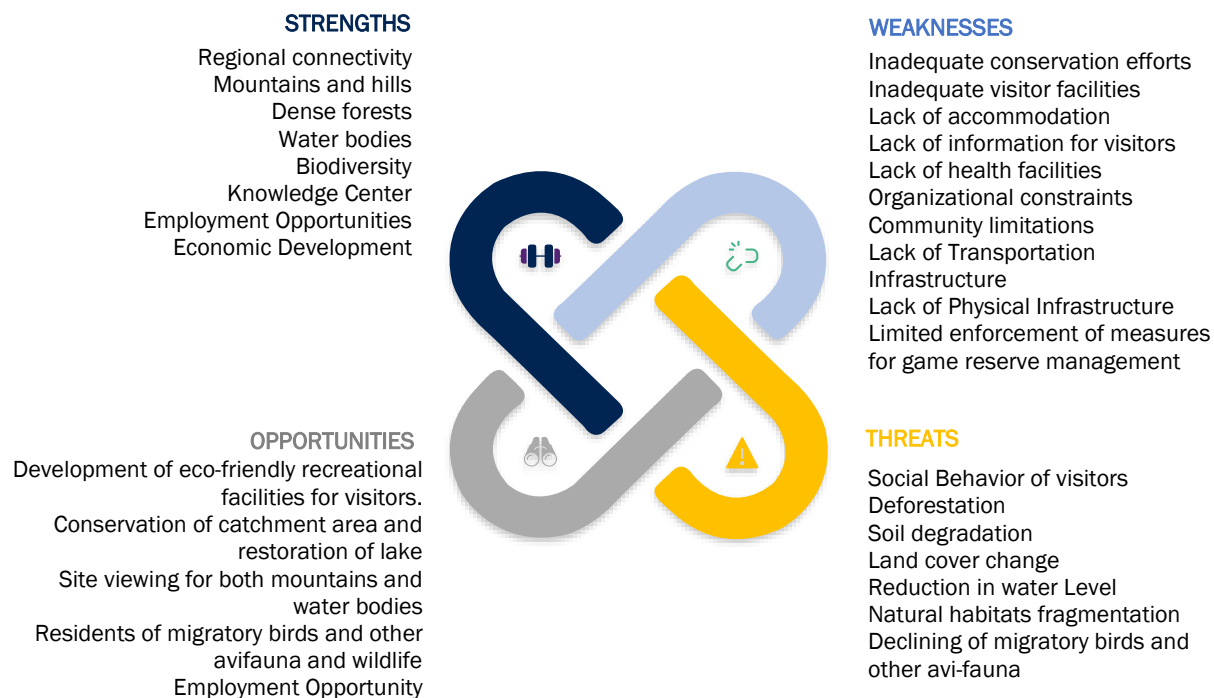 STRENGTHS
Regional connectivity
Mountains and hills
Dense forests
Water bodies
Biodiversity
Knowledge Center
Employment Opportunities
Economic Development
WEAKNESSES
Inadequate conservation efforts
Inadequate visitor facilities
Lack of accommodation
Lack of information for visitors
Lack of health facilities
Organizational constraints
Community limitations
Lack of Transportation
Infrastructure
Lack of Physical Infrastructure
Limited enforcement of measures
for game reserve management
OPPORTUNITIES
Development of eco-friendly recreational
facilities for visitors.
Conservation of catchment area and
restoration of lake
Site viewing for both mountains and
water bodies
Residents of migratory birds and other
avifauna and wildlife
Employment Opportunity
THREATS
Social Behavior of visitors
Deforestation
Soil degradation
Land cover change
Reduction in water Level
Natural habitats fragmentation
Declining of migratory birds and
other avi-fauna